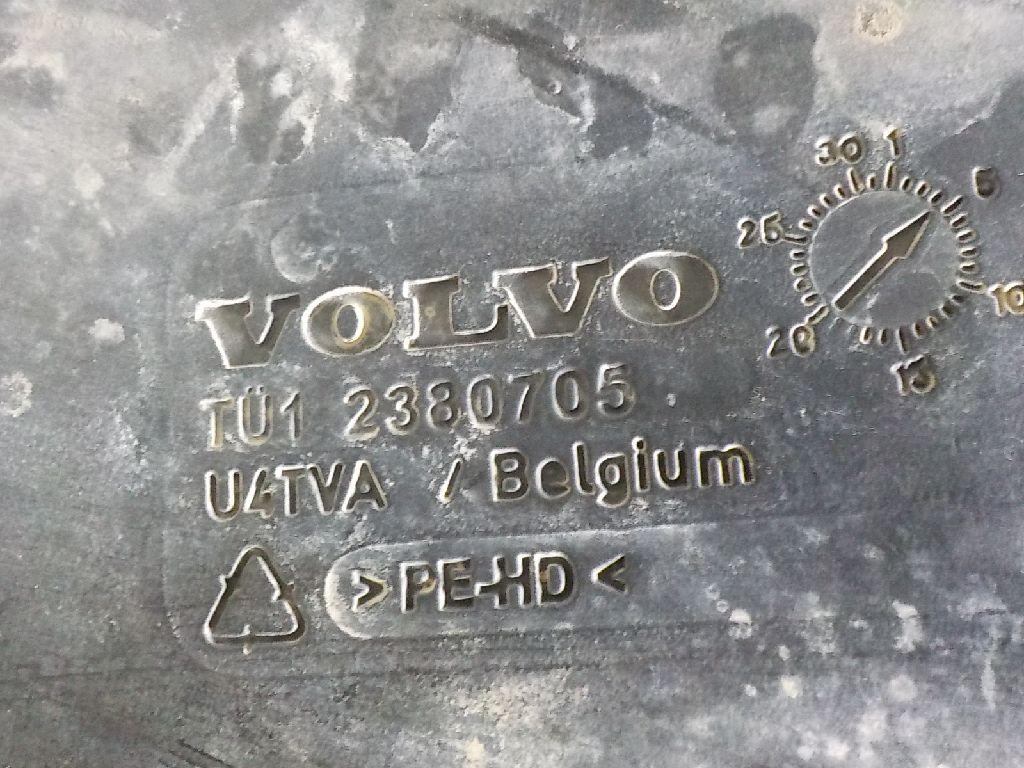 VOLVO
TÜ1 2380705
U4TVA / Belgium
>PE-HD<
30 1 5 10 15 20 25